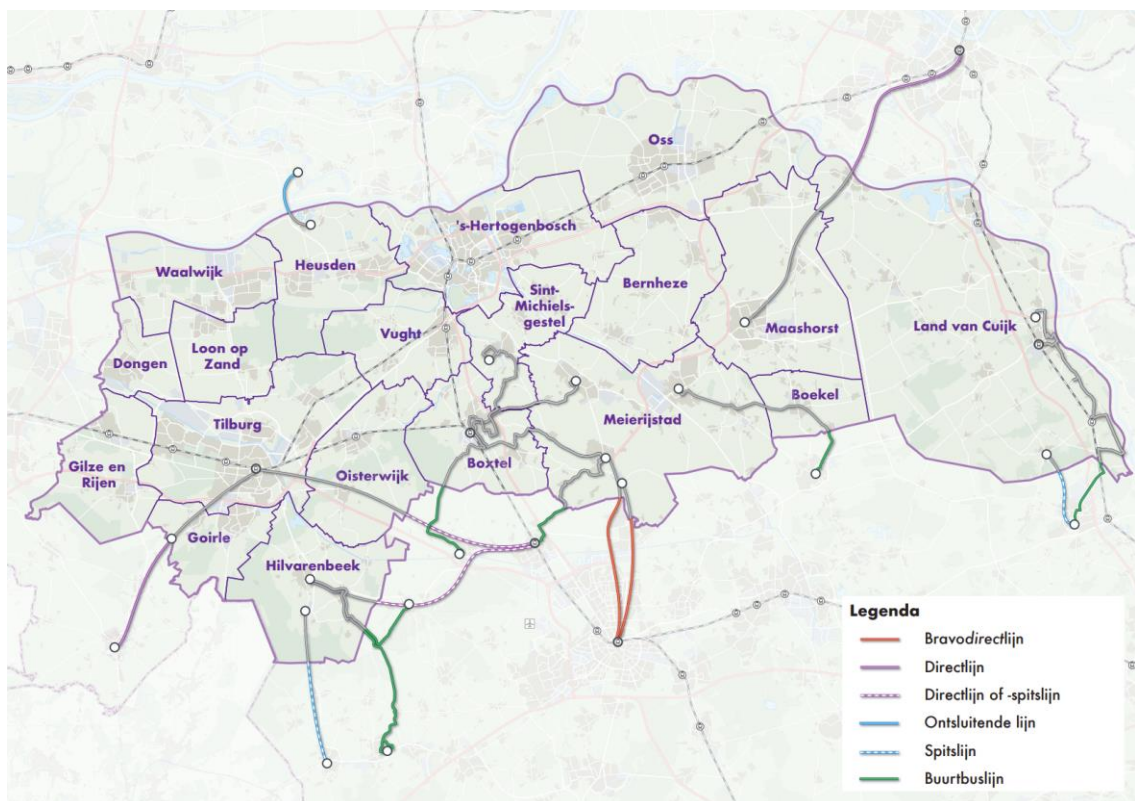 Oss
's-Hertogenbosch
Waalwijk
Heusden
Sint-
Michiels-
gestel
Bernheze
Vught
Maashorst
Land van Cuijk
Dongen
Loon op
Zand
Boekel
Tilburg
Meierijstad
Gilze en
Rijen
Oisterwijk
Boxtel
Goirle
Hilvarenbeek
Legenda
Bravodirectlijn
Directlijn
Directlijn of -spitslijn
Ontsluitende lijn
Spitslijn
Buurtbuslijn